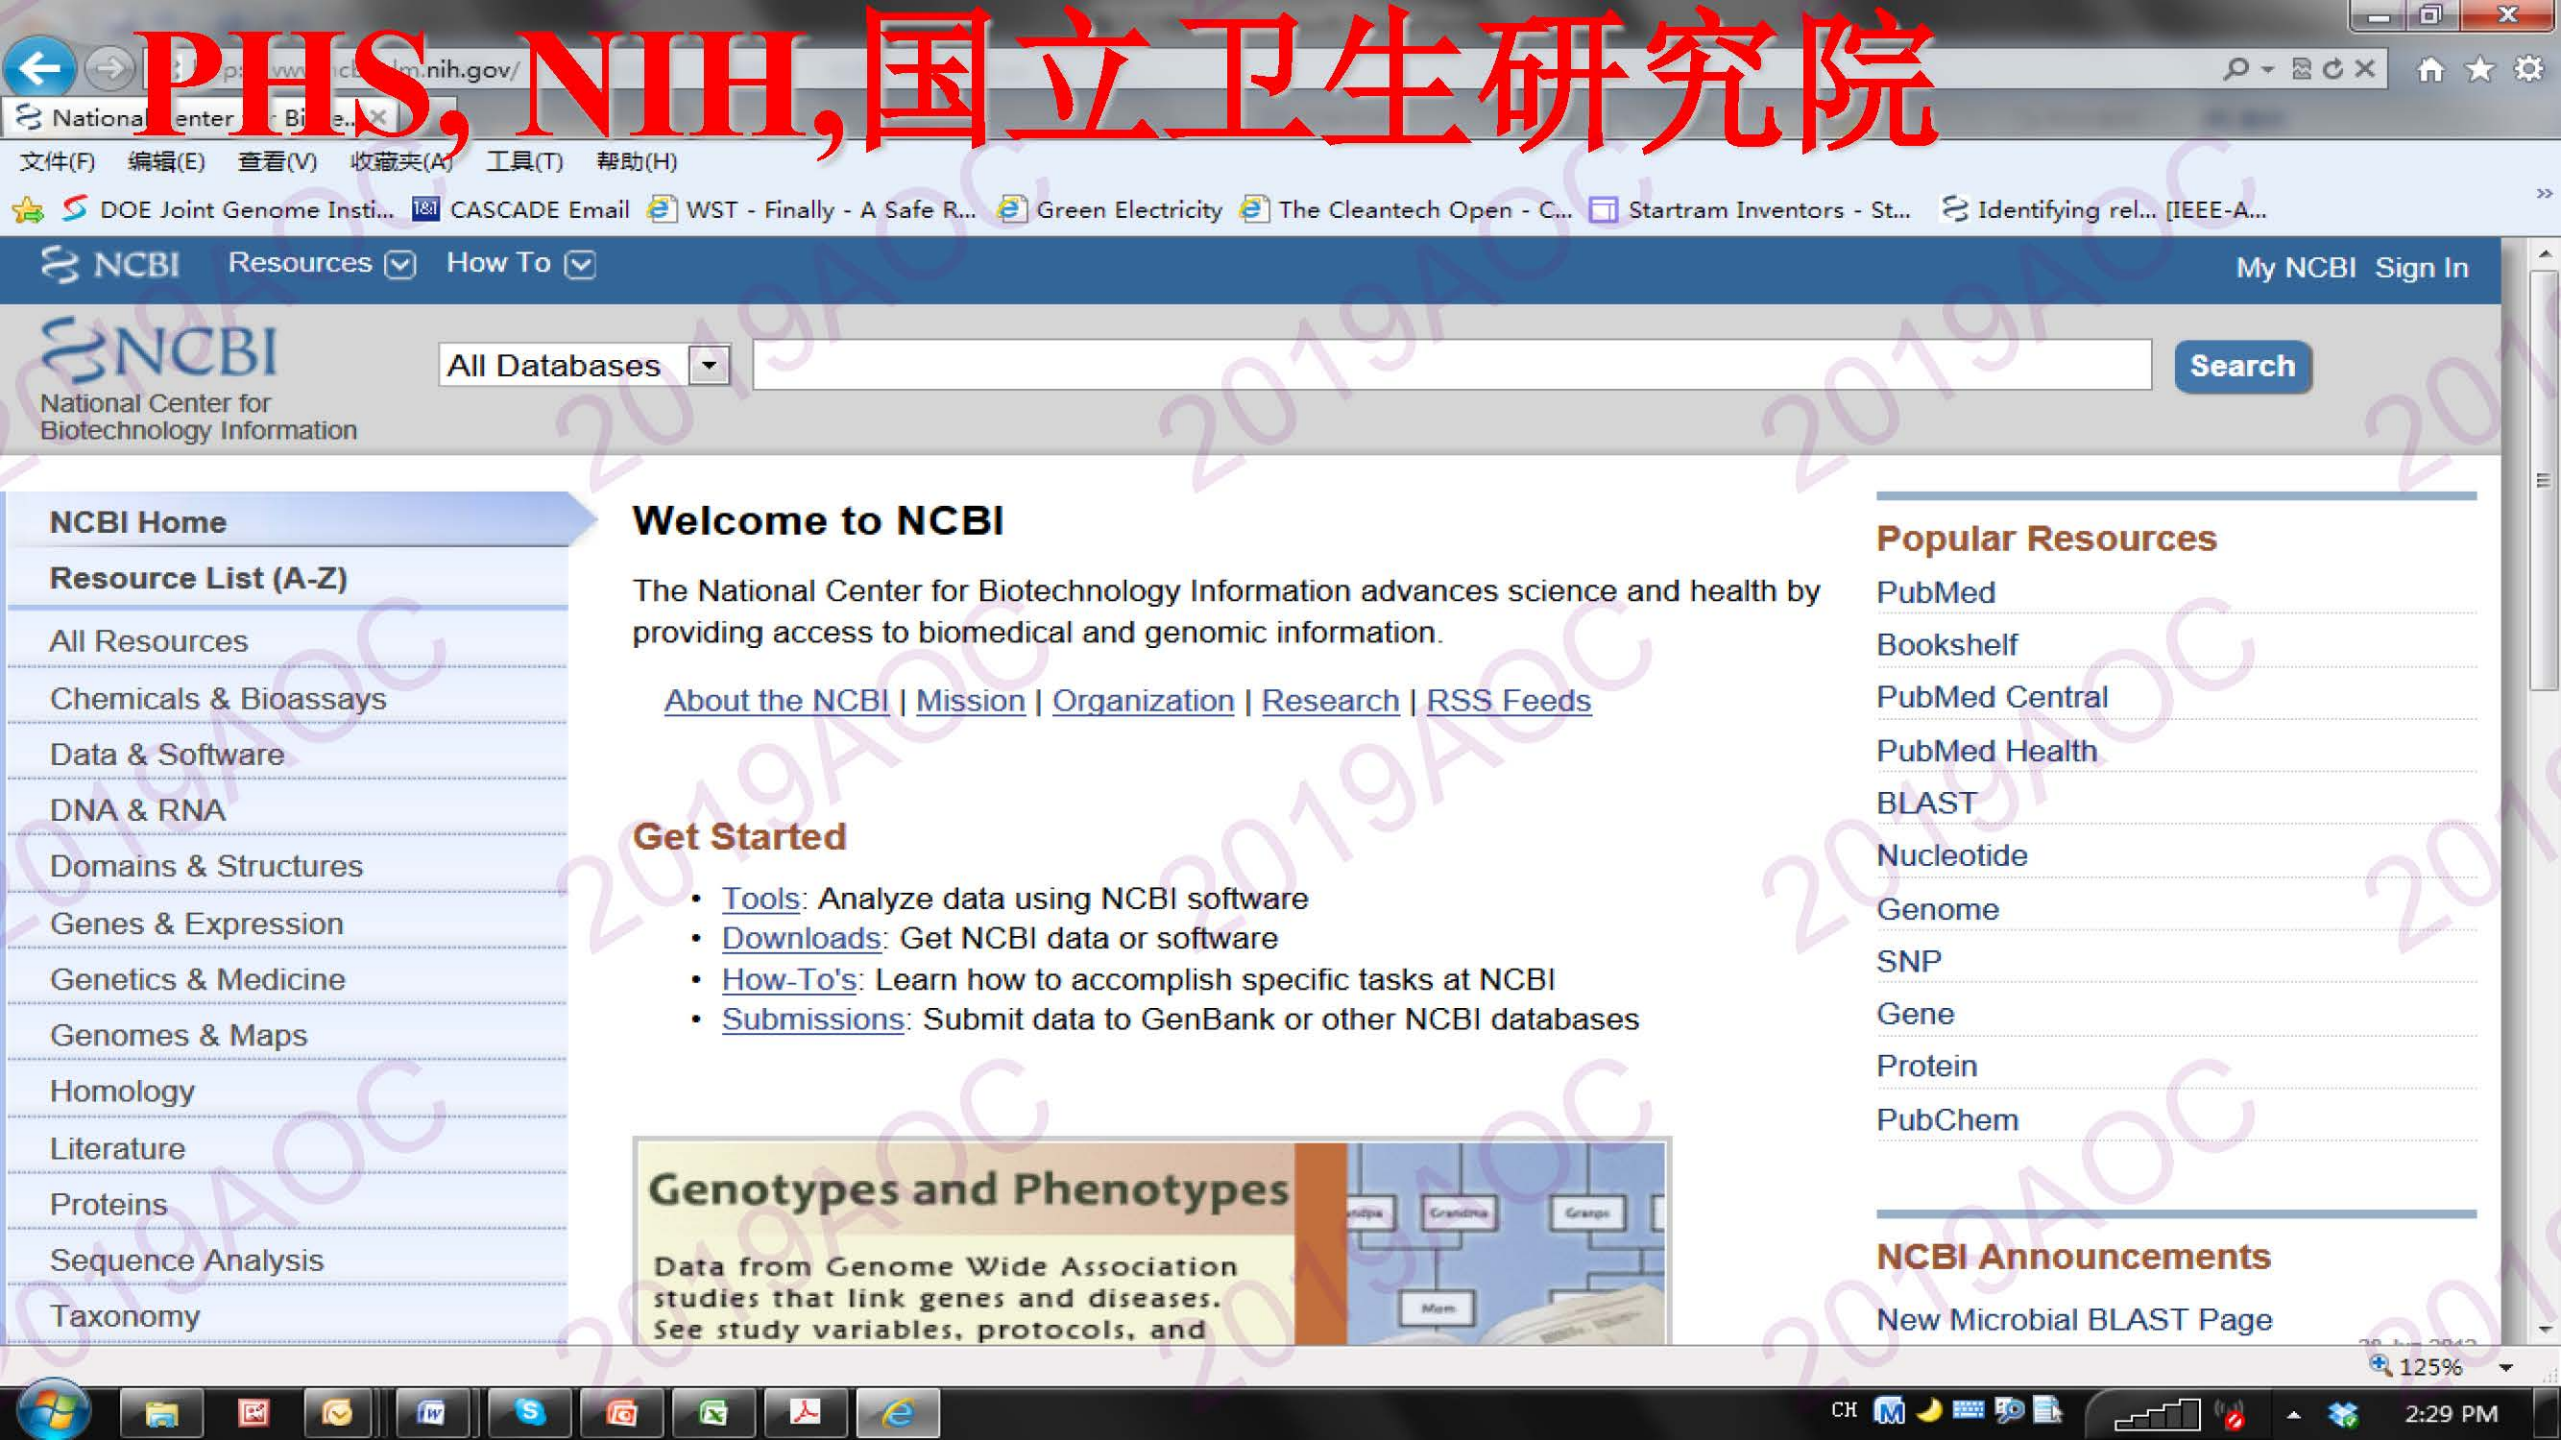 PHS, NIH,国立卫生研究院
文件(F) 编辑(E) 查看(V) 收藏夹(A) 工具(T) 帮助(H)
DOE Joint Genome Insti... CASCADE Email WST - Finally - A Safe R... Green Electricity The Cleantech Open - C... Startram Inventors - St... Identifying rel... [IEEE-A...
NCBI Resources How To My NCBI Sign In
NCBI
National Center for
Biotechnology Information
All Databases Search
NCBI Home
Resource List (A-Z)
All Resources
Chemicals & Bioassays
Data & Software
DNA & RNA
Domains & Structures
Genes & Expression
Genetics & Medicine
Genomes & Maps
Homology
Literature
Proteins
Sequence Analysis
Taxonomy
Welcome to NCBI
The National Center for Biotechnology Information advances science and health by
providing access to biomedical and genomic information.
About the NCBI | Mission | Organization | Research | RSS Feeds
Get Started
• Tools: Analyze data using NCBI software
• Downloads: Get NCBI data or software
• How-To's: Learn how to accomplish specific tasks at NCBI
• Submissions: Submit data to GenBank or other NCBI databases
Genotypes and Phenotypes
Data from Genome Wide Association
studies that link genes and diseases.
See study variables, protocols, and
Grandma
Mom
Popular Resources
PubMed
Bookshelf
PubMed Central
PubMed Health
BLAST
Nucleotide
Genome
SNP
Gene
Protein
PubChem
NCBI Announcements
New Microbial BLAST Page
125%
CH 2:29 PM
2019AOC